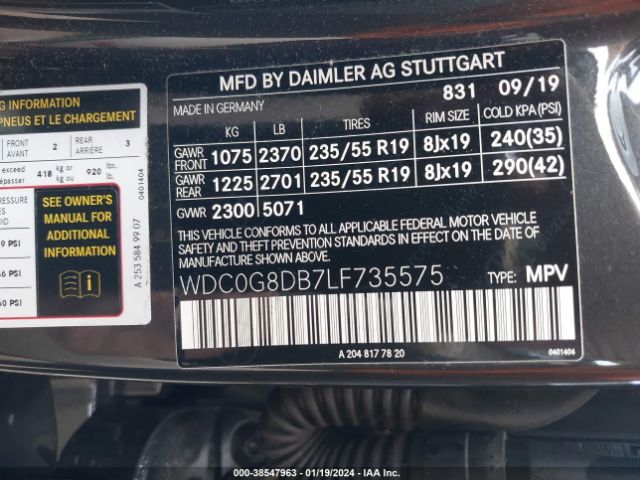 MFD BY DAIMLER AG STUTTGART
MADE IN GERMANY 831 09/19
KG LB TIRES RIM SIZE COLD KPA (PSI)
GAWR FRONT 1075 2370 235/55 R19 8Jx19 240(35)
GAWR REAR 1225 2701 235/55 R19 8Jx19 290(42)
GVWR 2300 5071
THIS VEHICLE CONFORMS TO ALL APPLICABLE FEDERAL MOTOR VEHICLE
SAFETY AND THEFT PREVENTION STANDARDS IN EFFECT ON THE DATE OF
MANUFACTURE SHOWN ABOVE.
WDC0G8DB7LF735575 TYPE: MPV
A 204 817 78 20 0401404
INFORMATION
PNEUS ET LE CHARGEMENT
FRONT AVANT 2 REAR ARRIÈRE 3
exceed 418 kg or ou 920 lbs. lb.
0401404
SEE OWNER'S
MANUAL FOR
ADDITIONAL
INFORMATION
PSI
PSI
PSI
A 253 584 99 07
000-38547963 - 01/19/2024 - IAA Inc.